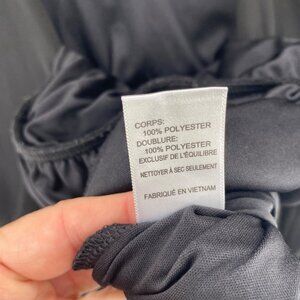 CORPS:
100% POLYESTER
DOUBLURE:
100% POLYESTER
EXCLUSIF DE L'ÉQUILIBRE
NETTOYER À SEC SEULEMENT
FABRIQUÉ EN VIETNAM